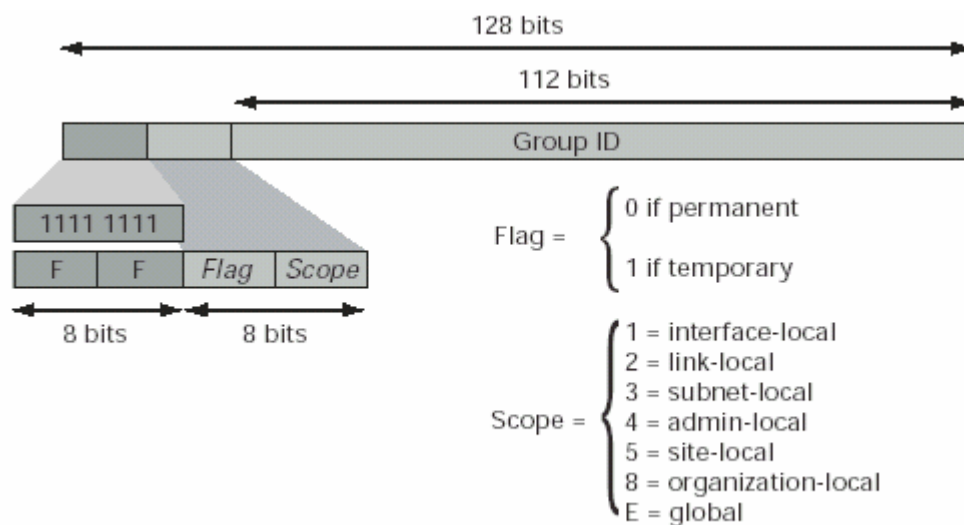 128 bits
112 bits
Group ID
1111 1111
F F Flag Scope
8 bits 8 bits
Flag =
0 if permanent
1 if temporary
Scope =
1 = interface-local
2 = link-local
3 = subnet-local
4 = admin-local
5 = site-local
8 = organization-local
E = global